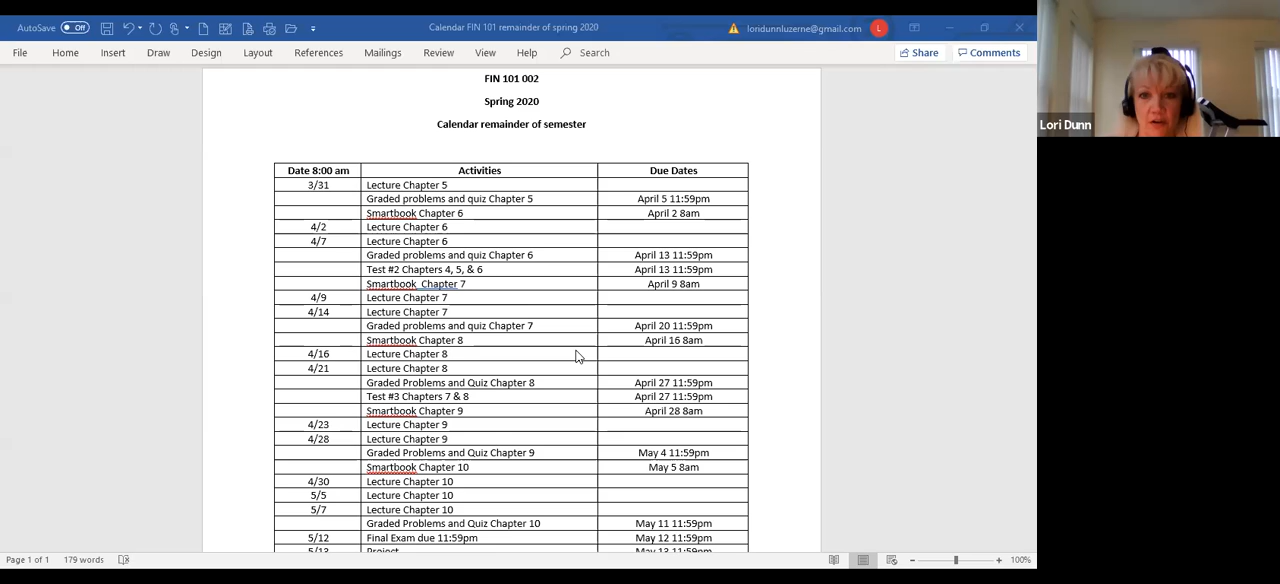 AutoSave Off Calendar FIN 101 remainder of spring 2020 loridunnluzerne@gmail.com L
File Home Insert Draw Design Layout References Mailings Review View Help Search Share Comments
Lori Dunn
FIN 101 002
Spring 2020
Calendar remainder of semester
Date 8:00 am Activities Due Dates
3/31 Lecture Chapter 5
Graded problems and quiz Chapter 5 April 5 11:59pm
Smartbook Chapter 6 April 2 8am
4/2 Lecture Chapter 6
4/7 Lecture Chapter 6
Graded problems and quiz Chapter 6 April 13 11:59pm
Test #2 Chapters 4, 5, & 6 April 13 11:59pm
Smartbook Chapter 7 April 9 8am
4/9 Lecture Chapter 7
4/14 Lecture Chapter 7
Graded problems and quiz Chapter 7 April 20 11:59pm
Smartbook Chapter 8 April 16 8am
4/16 Lecture Chapter 8
4/21 Lecture Chapter 8
Graded Problems and Quiz Chapter 8 April 27 11:59pm
Test #3 Chapters 7 & 8 April 27 11:59pm
Smartbook Chapter 9 April 28 8am
4/23 Lecture Chapter 9
4/28 Lecture Chapter 9
Graded Problems and Quiz Chapter 9 May 4 11:59pm
Smartbook Chapter 10 May 5 8am
4/30 Lecture Chapter 10
5/5 Lecture Chapter 10
5/7 Lecture Chapter 10
Graded Problems and Quiz Chapter 10 May 11 11:59pm
5/12 Final Exam due 11:59pm May 12 11:59pm
5/13 Project May 13 11:59pm
Page 1 of 1 179 words 100%